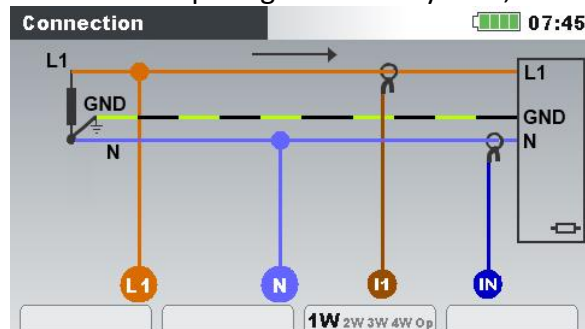 Connection 07:45
L1 L1
GND GND
N N
L1 N I1 IN
1W 2W 3W 4W Op